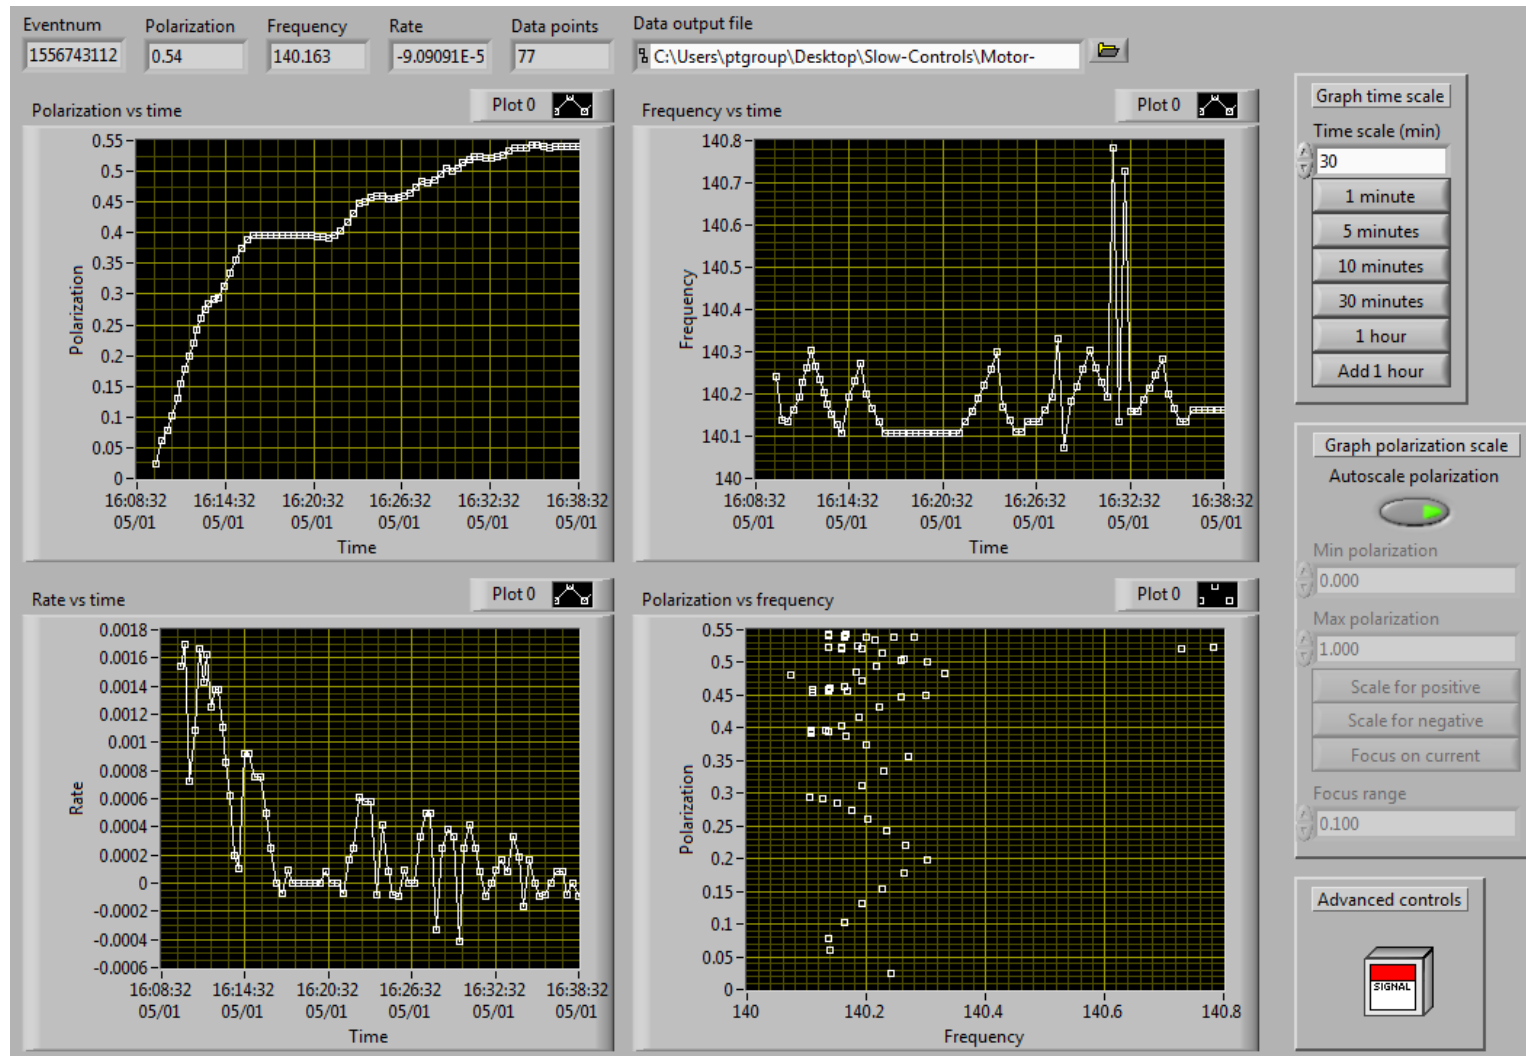 Eventnum Polarization Frequency Rate Data points Data output file
1556743112 0.54 140.163 -9.09091E-5 77 C:\Users\ptgroup\Desktop\Slow-Controls\Motor-
Polarization vs time Plot 0
0.55
0.5
0.45
0.4
0.35
0.3
0.25
0.2
0.15
0.1
0.05
0
Polarization
16:08:32 16:14:32 16:20:32 16:26:32 16:32:32 16:38:32
05/01 05/01 05/01 05/01 05/01 05/01
Time
Frequency vs time Plot 0
140.8
140.7
140.6
140.5
140.4
140.3
140.2
140.1
140
Frequency
16:08:32 16:14:32 16:20:32 16:26:32 16:32:32 16:38:32
05/01 05/01 05/01 05/01 05/01 05/01
Time
Graph time scale
Time scale (min)
30
1 minute
5 minutes
10 minutes
30 minutes
1 hour
Add 1 hour
Rate vs time Plot 0
0.0018
0.0016
0.0014
0.0012
0.001
0.0008
0.0006
0.0004
0.0002
0
-0.0002
-0.0004
-0.0006
Rate
16:08:32 16:14:32 16:20:32 16:26:32 16:32:32 16:38:32
05/01 05/01 05/01 05/01 05/01 05/01
Time
Polarization vs frequency Plot 0
0.55
0.5
0.45
0.4
0.35
0.3
0.25
0.2
0.15
0.1
0.05
0
Polarization
140 140.2 140.4 140.6 140.8
Frequency
Graph polarization scale
Autoscale polarization
Min polarization
0.000
Max polarization
1.000
Scale for positive
Scale for negative
Focus on current
Focus range
0.100
Advanced controls
SIGNAL